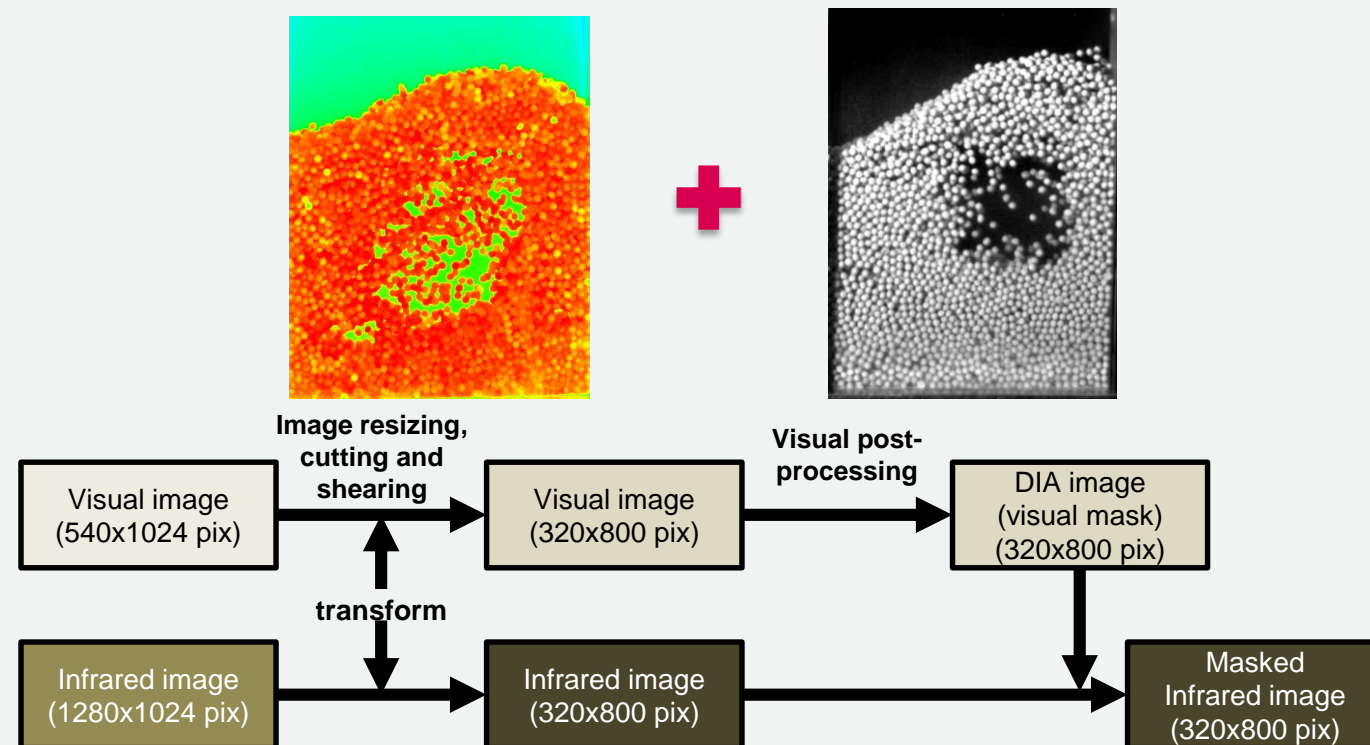 Image resizing,
cutting and
shearing
Visual post-
processing
Visual image
(540x1024 pix)
Visual image
(320x800 pix)
DIA image
(visual mask)
(320x800 pix)
transform
Infrared image
(1280x1024 pix)
Infrared image
(320x800 pix)
Masked
Infrared image
(320x800 pix)